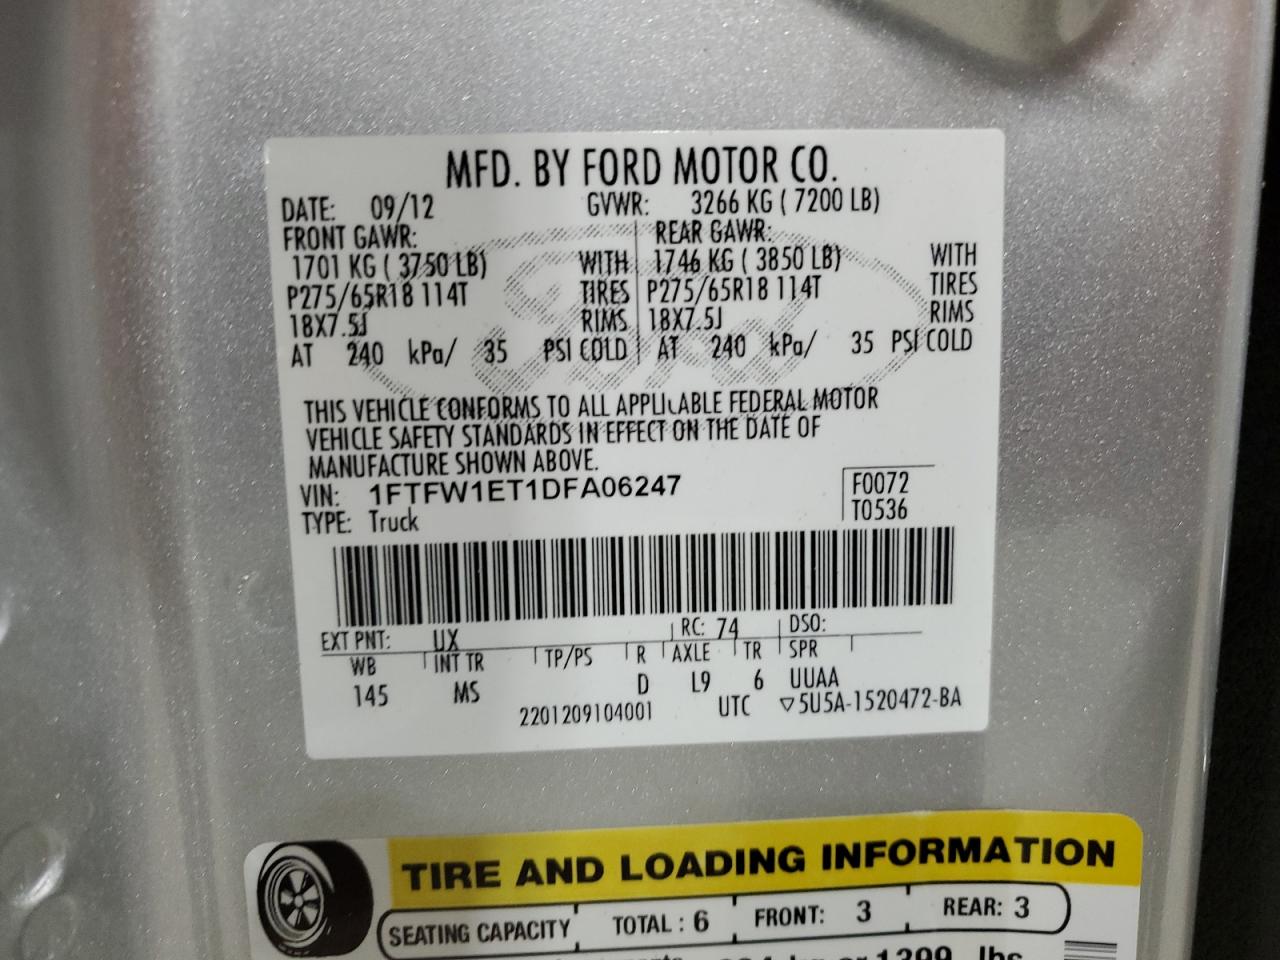 MFD. BY FORD MOTOR CO.
DATE: 09/12 GVWR: 3266 KG ( 7200 LB)
FRONT GAWR: REAR GAWR:
1701 KG ( 3750 LB) WITH 1746 KG ( 3850 LB) WITH
P275/65R18 114T TIRES P275/65R18 114T TIRES
18X7.5J RIMS 18X7.5J RIMS
AT 240 kPa/ 35 PSI COLD AT 240 kPa/ 35 PSI COLD
Ford
THIS VEHICLE CONFORMS TO ALL APPLICABLE FEDERAL MOTOR
VEHICLE SAFETY STANDARDS IN EFFECT ON THE DATE OF
MANUFACTURE SHOWN ABOVE.
VIN: 1FTFW1ET1DFA06247 F0072
TYPE: Truck T0536
EXT PNT: UX RC: 74 DSO:
WB INT TR TP/PS R AXLE TR SPR
145 MS D L9 6 UUAA
2201209104001 UTC ▽5U5A-1520472-BA
TIRE AND LOADING INFORMATION
SEATING CAPACITY TOTAL : 6 FRONT: 3 REAR: 3
kg or 1399 lbs